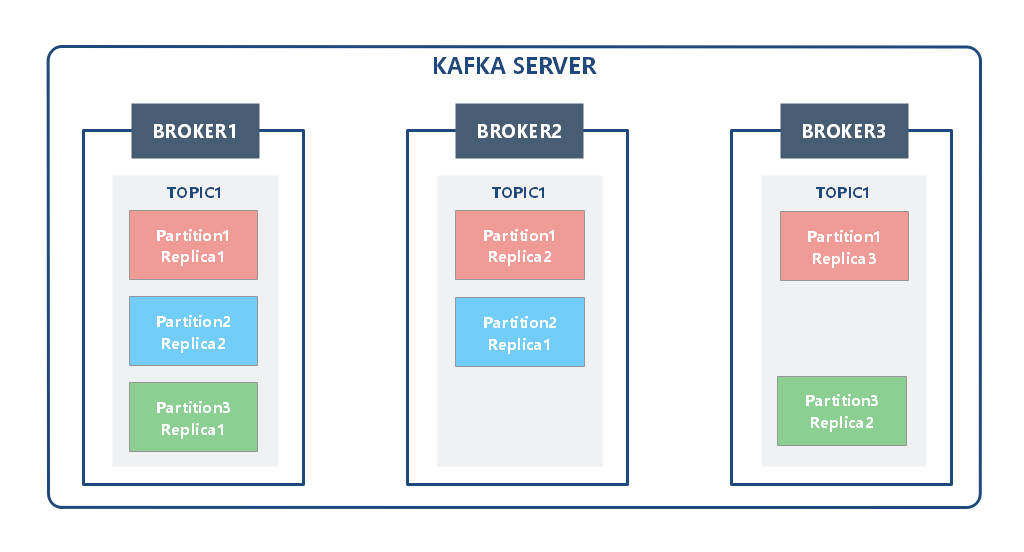 KAFKA SERVER
BROKER1
TOPIC1
Partition1
Replica1
Partition2
Replica2
Partition3
Replica1
BROKER2
TOPIC1
Partition1
Replica2
Partition2
Replica1
BROKER3
TOPIC1
Partition1
Replica3
Partition3
Replica2